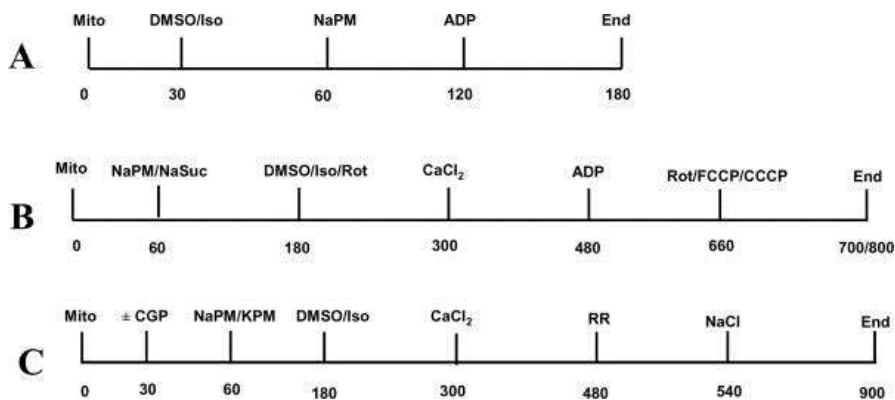 Mito DMSO/Iso NaPM ADP End
A
0 30 60 120 180
Mito NaPM/NaSuc DMSO/Iso/Rot CaCl₂ ADP Rot/FCCP/CCCP End
B
0 60 180 300 480 660 700/800
Mito ± CGP NaPM/KPM DMSO/Iso CaCl₂ RR NaCl End
C
0 30 60 180 300 480 540 900